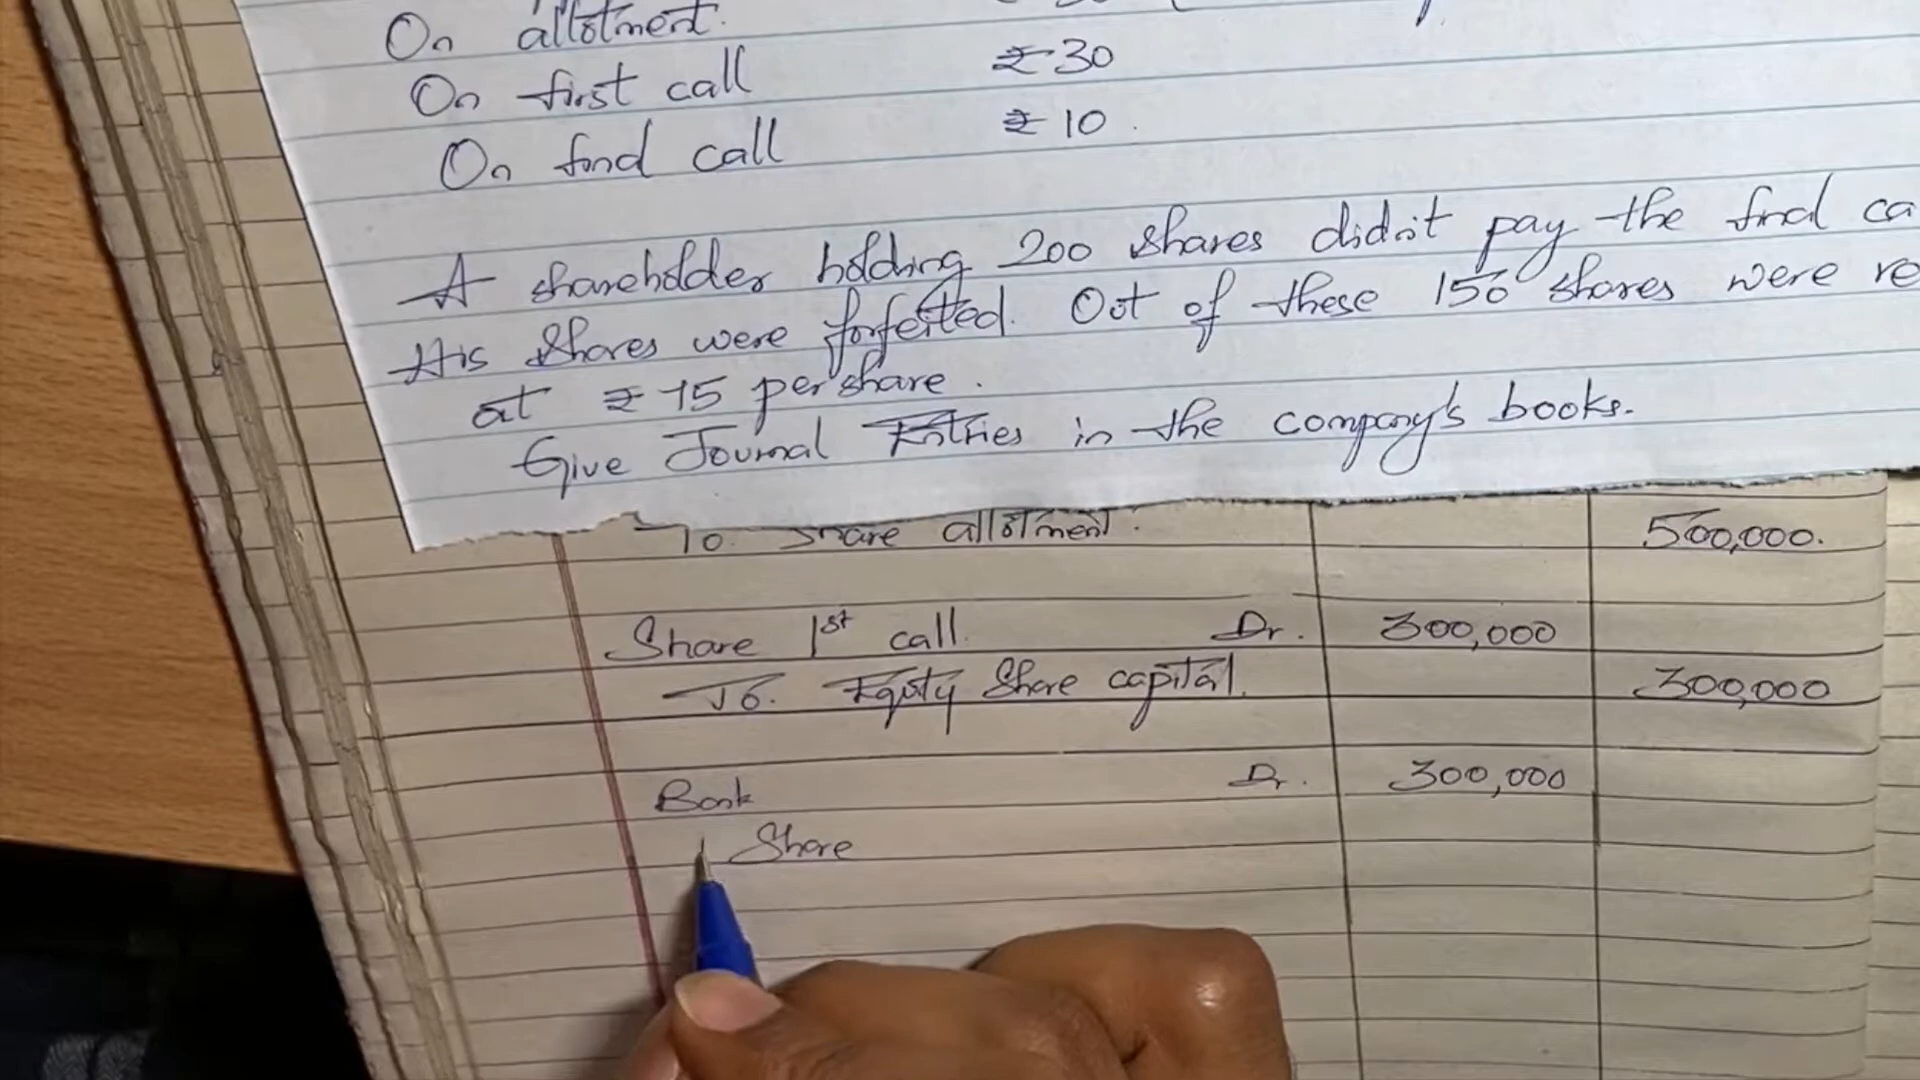 On allotment.
On first call ₹ 30
On final call ₹ 10
A shareholder holding 200 shares didn't pay the final ca
His shares were forfeited. Out of these 150 shares were re
at ₹ 75 per share.
Give Journal Entries in the company's books.
To share allotment. 500,000.
Share 1st call. Dr. 300,000
To. Equity share capital. 300,000
Bank Dr. 300,000
Share